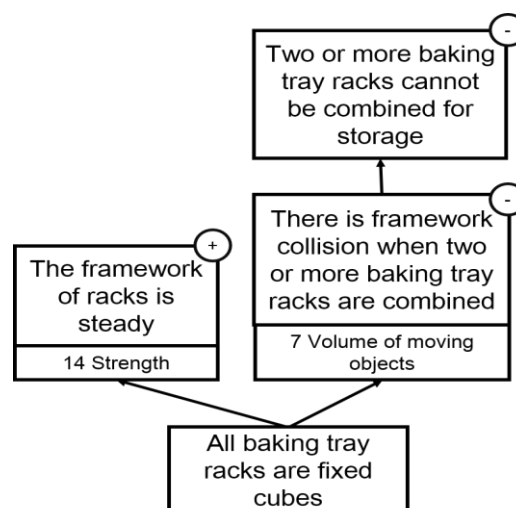 -
Two or more baking
tray racks cannot
be combined for
storage
-
There is framework
collision when two
or more baking tray
racks are combined
7 Volume of moving
objects
+
The framework
of racks is
steady
14 Strength
All baking tray
racks are fixed
cubes